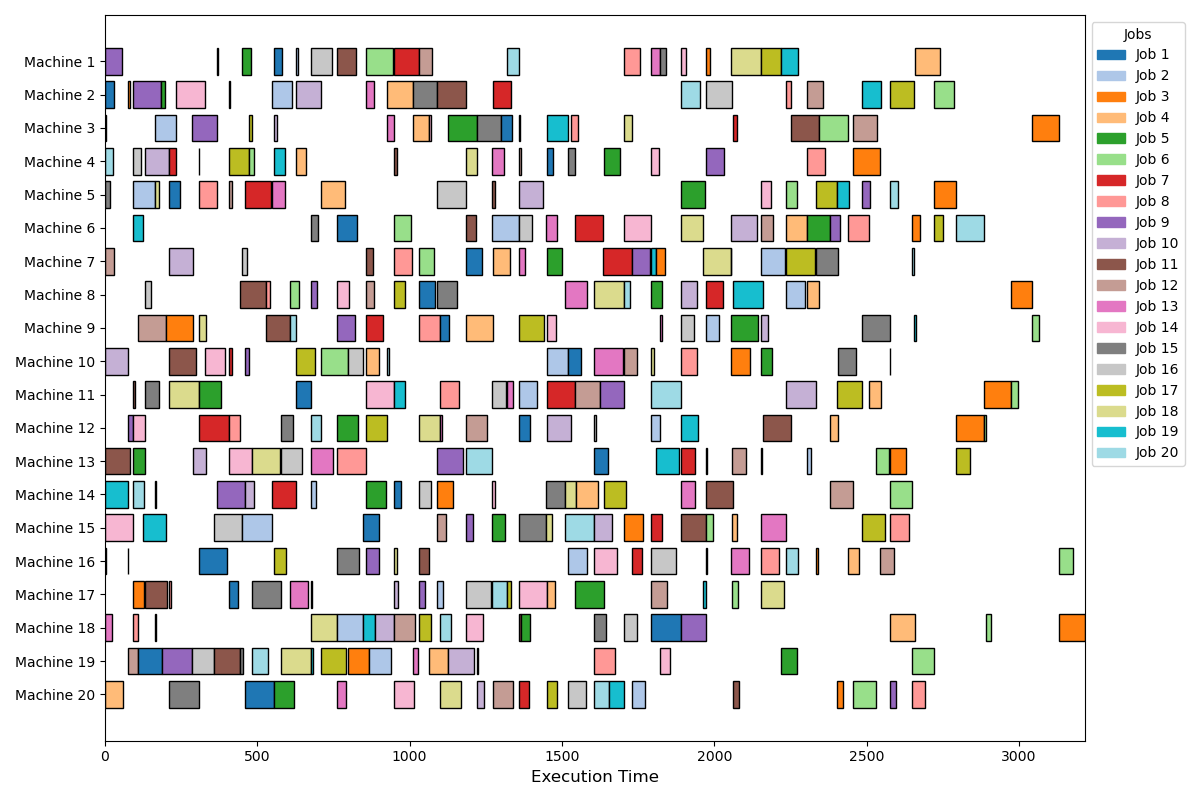 Machine 1
Machine 2
Machine 3
Machine 4
Machine 5
Machine 6
Machine 7
Machine 8
Machine 9
Machine 10
Machine 11
Machine 12
Machine 13
Machine 14
Machine 15
Machine 16
Machine 17
Machine 18
Machine 19
Machine 20
0 500 1000 1500 2000 2500 3000
Execution Time
Jobs
Job 1
Job 2
Job 3
Job 4
Job 5
Job 6
Job 7
Job 8
Job 9
Job 10
Job 11
Job 12
Job 13
Job 14
Job 15
Job 16
Job 17
Job 18
Job 19
Job 20